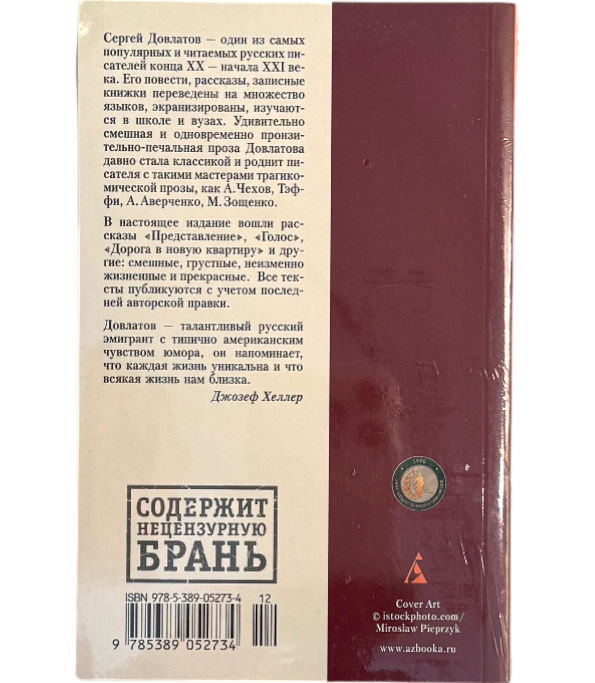 Сергей Довлатов — один из самых
популярных и читаемых русских пи-
сателей конца XX — начала XXI ве-
ка. Его повести, рассказы, записные
книжки переведены на множество
языков, экранизированы, изучают-
ся в школе и вузах. Удивительно
смешная и одновременно пронзи-
тельно-печальная проза Довлатова
давно стала классикой и роднит пи-
сателя с такими мастерами трагико-
мической прозы, как А. Чехов, Тэф-
фи, А. Аверченко, М. Зощенко.
В настоящее издание вошли рас-
сказы «Представление», «Голос»,
«Дорога в новую квартиру» и дру-
гие: смешные, грустные, неизменно
жизненные и прекрасные. Все тек-
сты публикуются с учетом послед-
ней авторской правки.
Довлатов — талантливый русский
эмигрант с типично американским
чувством юмора, он напоминает,
что каждая жизнь уникальна и что
всякая жизнь нам близка.
Джозеф Хеллер
СОДЕРЖИТ
НЕЦЕНЗУРНУЮ
БРАНЬ
ISBN 978-5-389-05273-4
12
9 785389 052734
1995
Cover Art
© istockphoto.com/
Miroslaw Pieprzyk
www.azbooka.ru